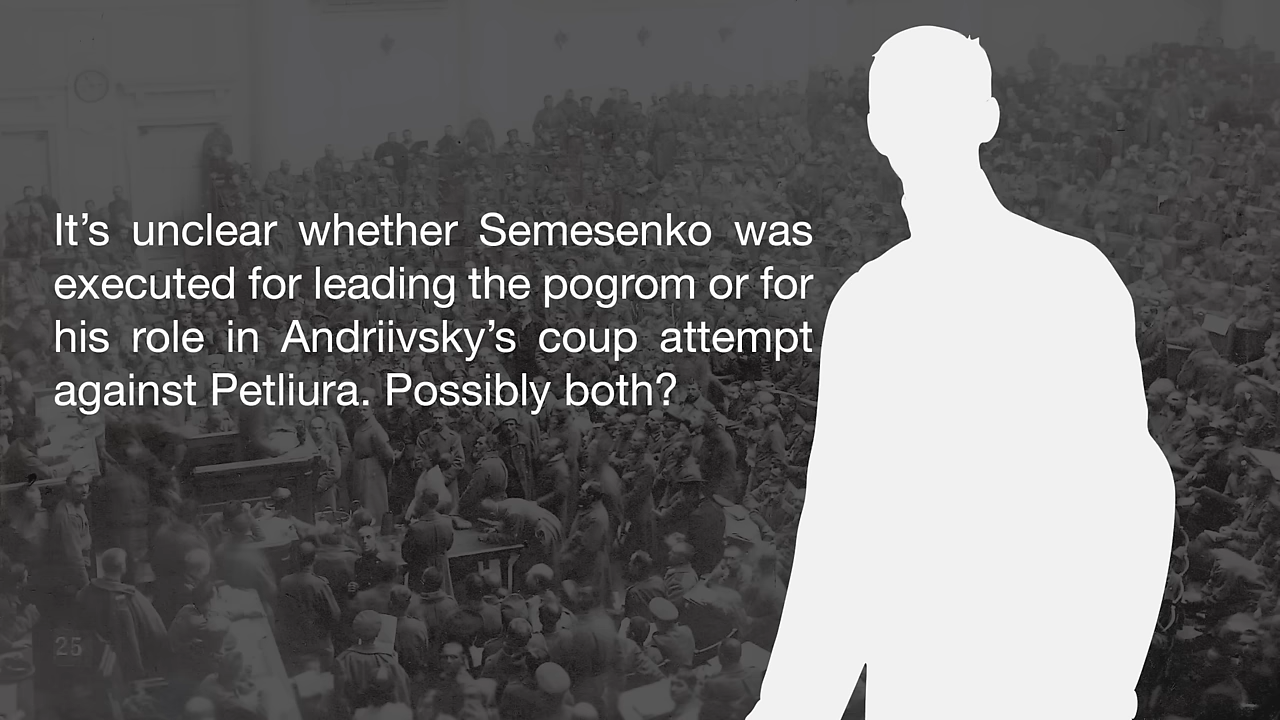 It’s unclear whether Semesenko was
executed for leading the pogrom or for
his role in Andriivsky’s coup attempt
against Petliura. Possibly both?
25